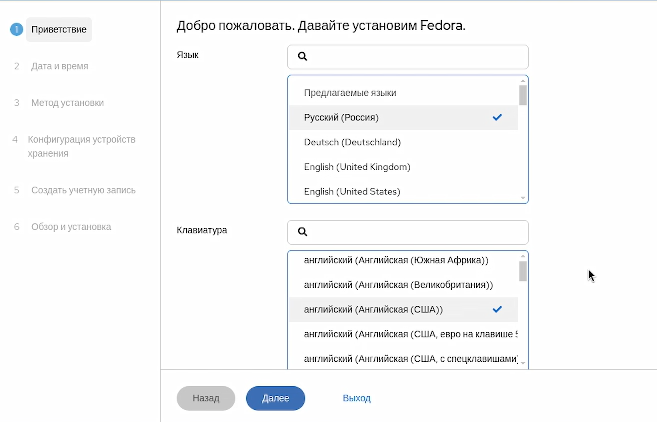 1 Приветствие
2 Дата и время
3 Метод установки
4 Конфигурация устройств
хранения
5 Создать учетную запись
6 Обзор и установка
Добро пожаловать. Давайте установим Fedora.
Язык
Предлагаемые языки
Русский (Россия)
Deutsch (Deutschland)
English (United Kingdom)
English (United States)
Клавиатура
английский (Английская (Южная Африка))
английский (Английская (Великобритания))
английский (Английская (США))
английский (Английская (США, евро на клавише
английский (Английская (США, с спецклавишами
Назад
Далее
Выход